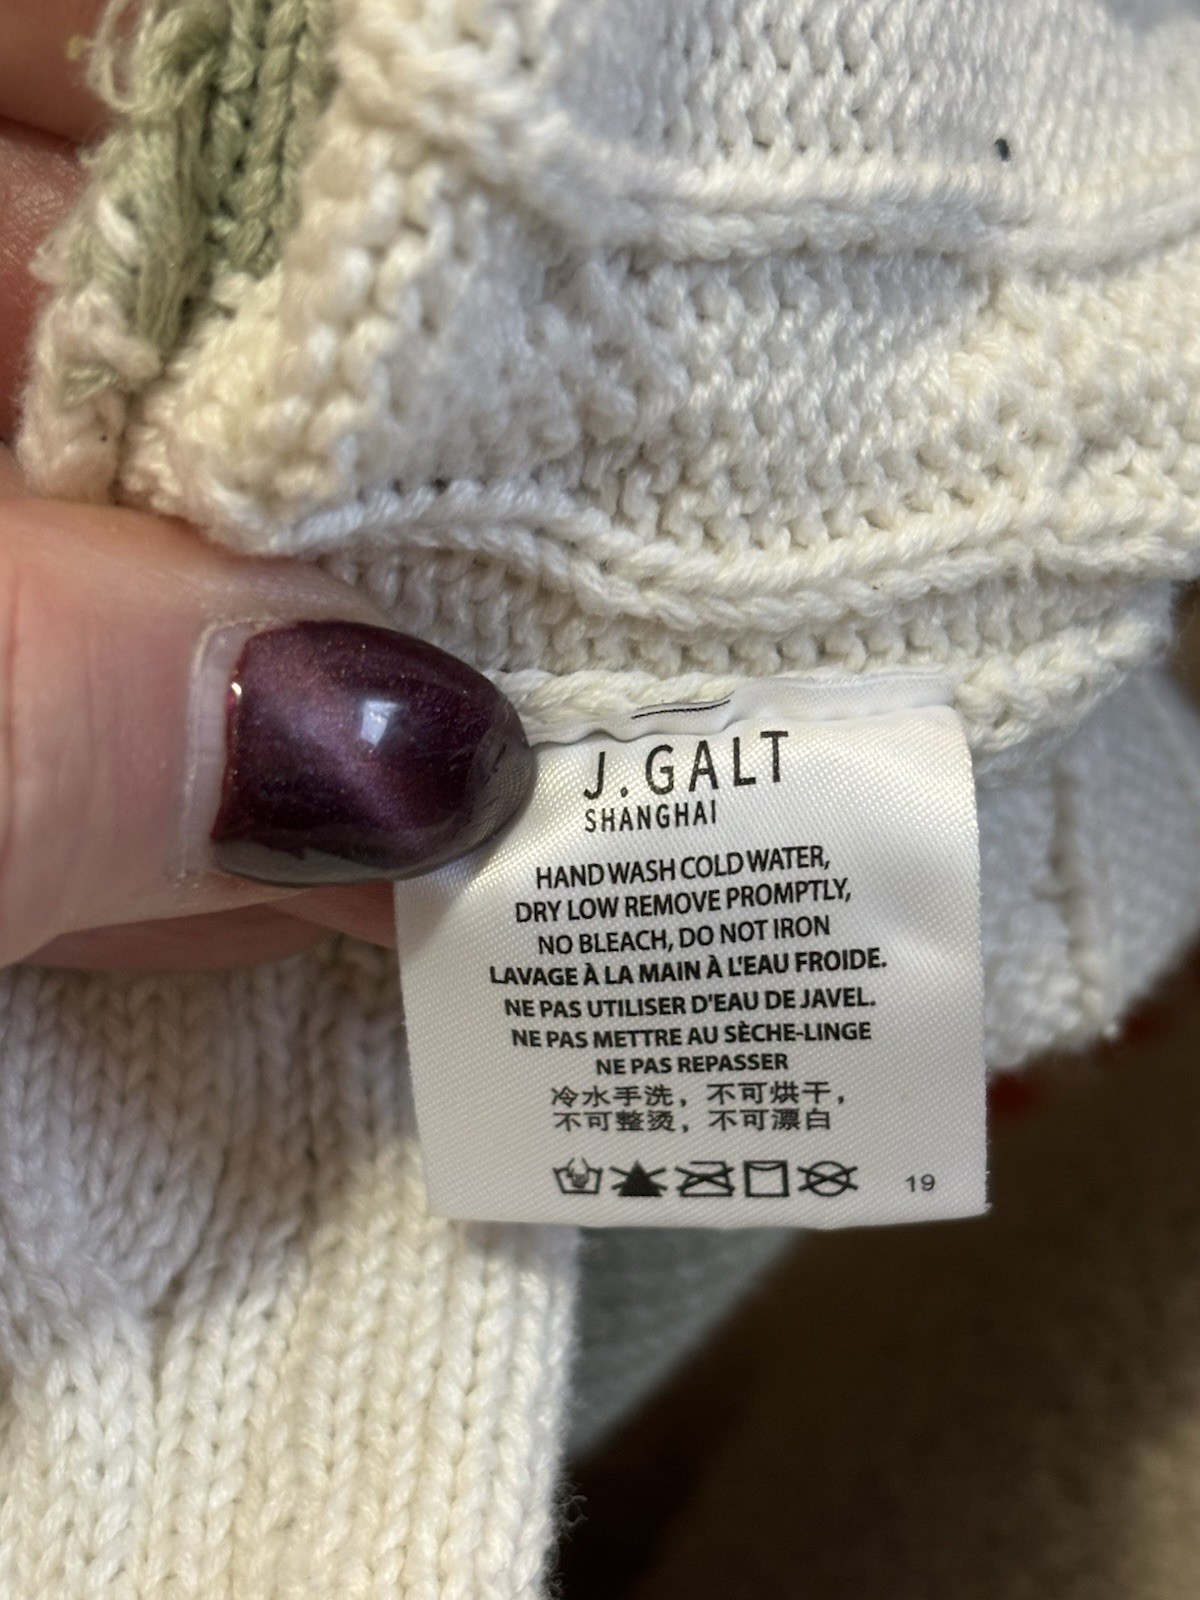 J.GALT
SHANGHAI
HAND WASH COLD WATER,
DRY LOW REMOVE PROMPTLY,
NO BLEACH, DO NOT IRON
LAVAGE À LA MAIN À L'EAU FROIDE.
NE PAS UTILISER D'EAU DE JAVEL.
NE PAS METTRE AU SÈCHE-LINGE
NE PAS REPASSER
冷水手洗，不可烘干，
不可整烫，不可漂白
19